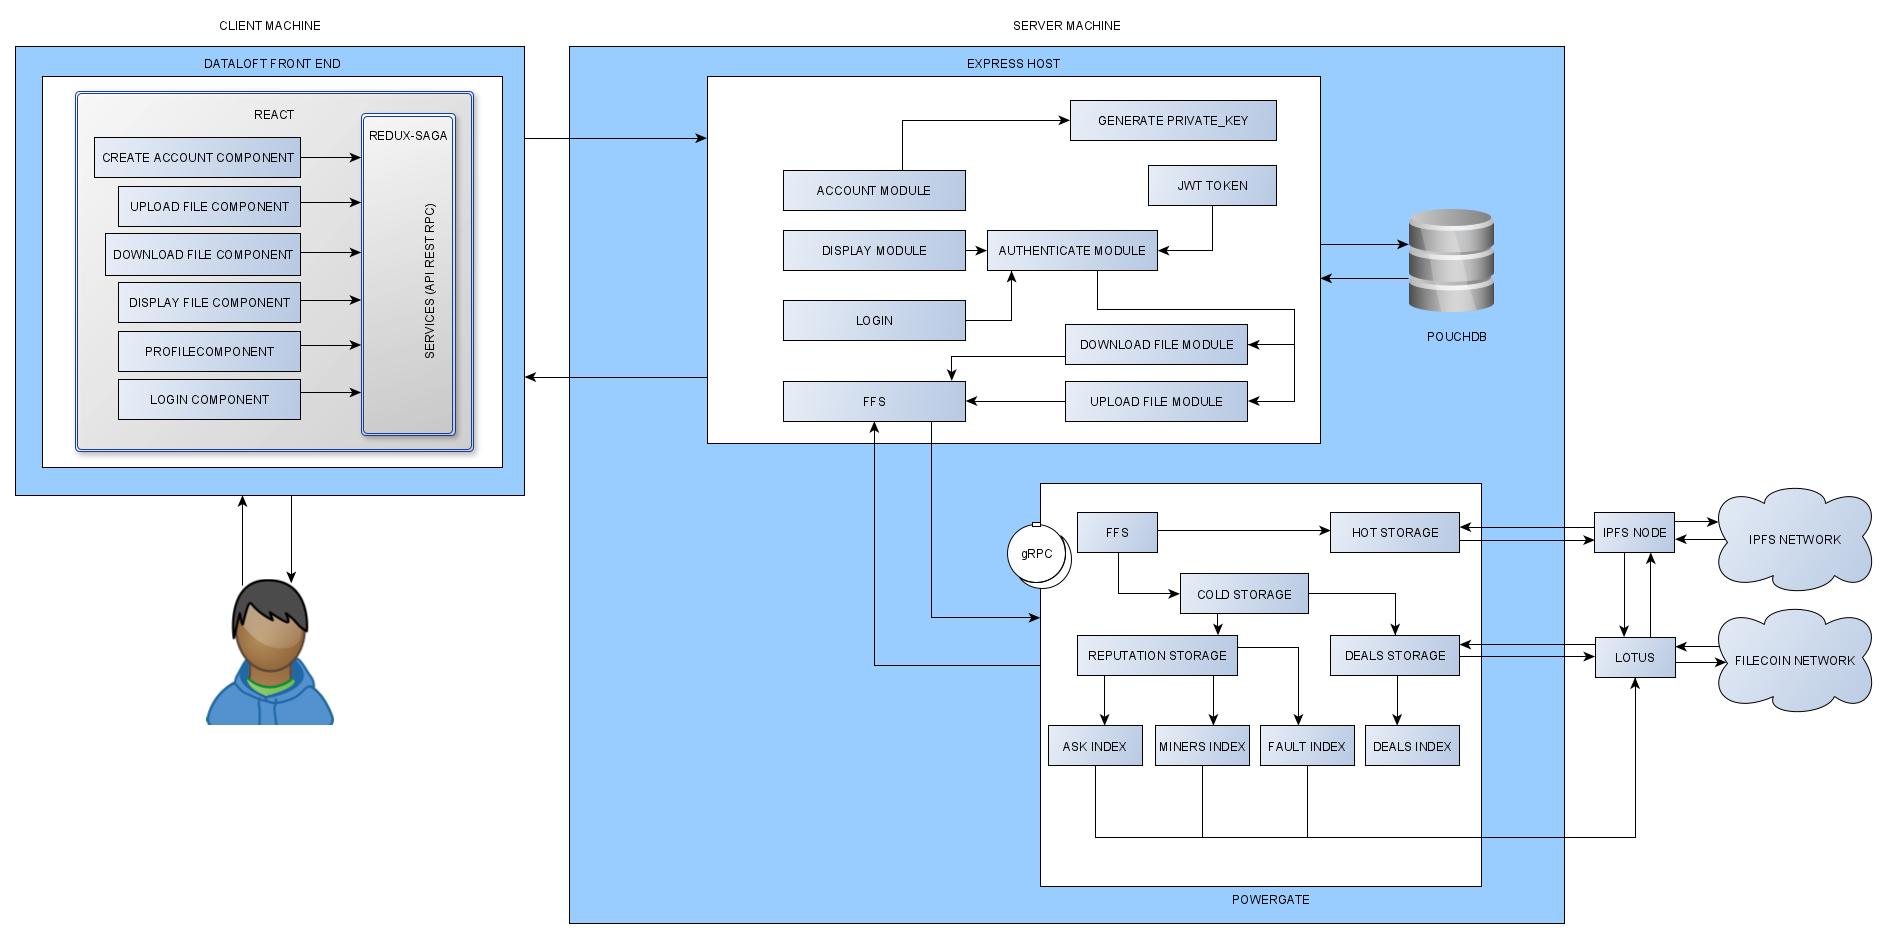 CLIENT MACHINE
SERVER MACHINE
DATALOFT FRONT END
REACT
REDUX-SAGA
CREATE ACCOUNT COMPONENT
UPLOAD FILE COMPONENT
DOWNLOAD FILE COMPONENT
DISPLAY FILE COMPONENT
PROFILECOMPONENT
LOGIN COMPONENT
SERVICES (API REST RPC)
EXPRESS HOST
GENERATE PRIVATE_KEY
ACCOUNT MODULE
JWT TOKEN
DISPLAY MODULE
AUTHENTICATE MODULE
LOGIN
DOWNLOAD FILE MODULE
FFS
UPLOAD FILE MODULE
POUCHDB
gRPC
FFS
HOT STORAGE
COLD STORAGE
REPUTATION STORAGE
DEALS STORAGE
ASK INDEX
MINERS INDEX
FAULT INDEX
DEALS INDEX
POWERGATE
IPFS NODE
IPFS NETWORK
LOTUS
FILECOIN NETWORK